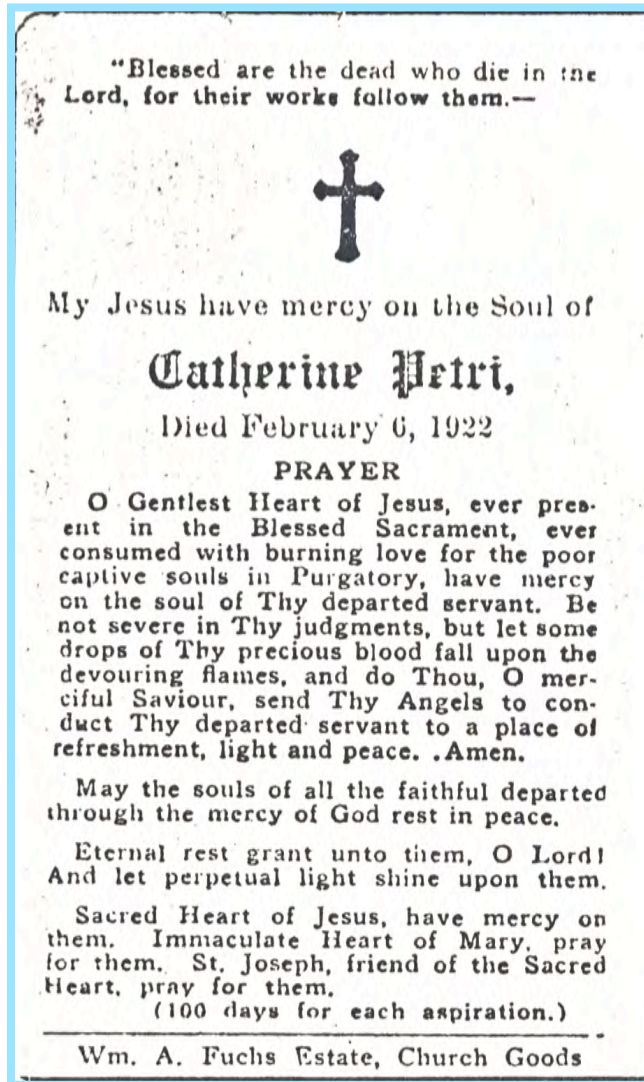 "Blessed are the dead who die in the
Lord, for their works follow them.—
My Jesus have mercy on the Soul of
Catherine Petri,
Died February 6, 1922
PRAYER
O Gentlest Heart of Jesus, ever pres-
ent in the Blessed Sacrament, ever
consumed with burning love for the poor
captive souls in Purgatory, have mercy
on the soul of Thy departed servant. Be
not severe in Thy judgments, but let some
drops of Thy precious blood fall upon the
devouring flames, and do Thou, O mer-
ciful Saviour, send Thy Angels to con-
duct Thy departed servant to a place of
refreshment, light and peace. Amen.
May the souls of all the faithful departed
through the mercy of God rest in peace.
Eternal rest grant unto them, O Lord!
And let perpetual light shine upon them.
Sacred Heart of Jesus, have mercy on
them. Immaculate Heart of Mary, pray
for them. St. Joseph, friend of the Sacred
Heart, pray for them.
(100 days for each aspiration.)
Wm. A. Fuchs Estate, Church Goods